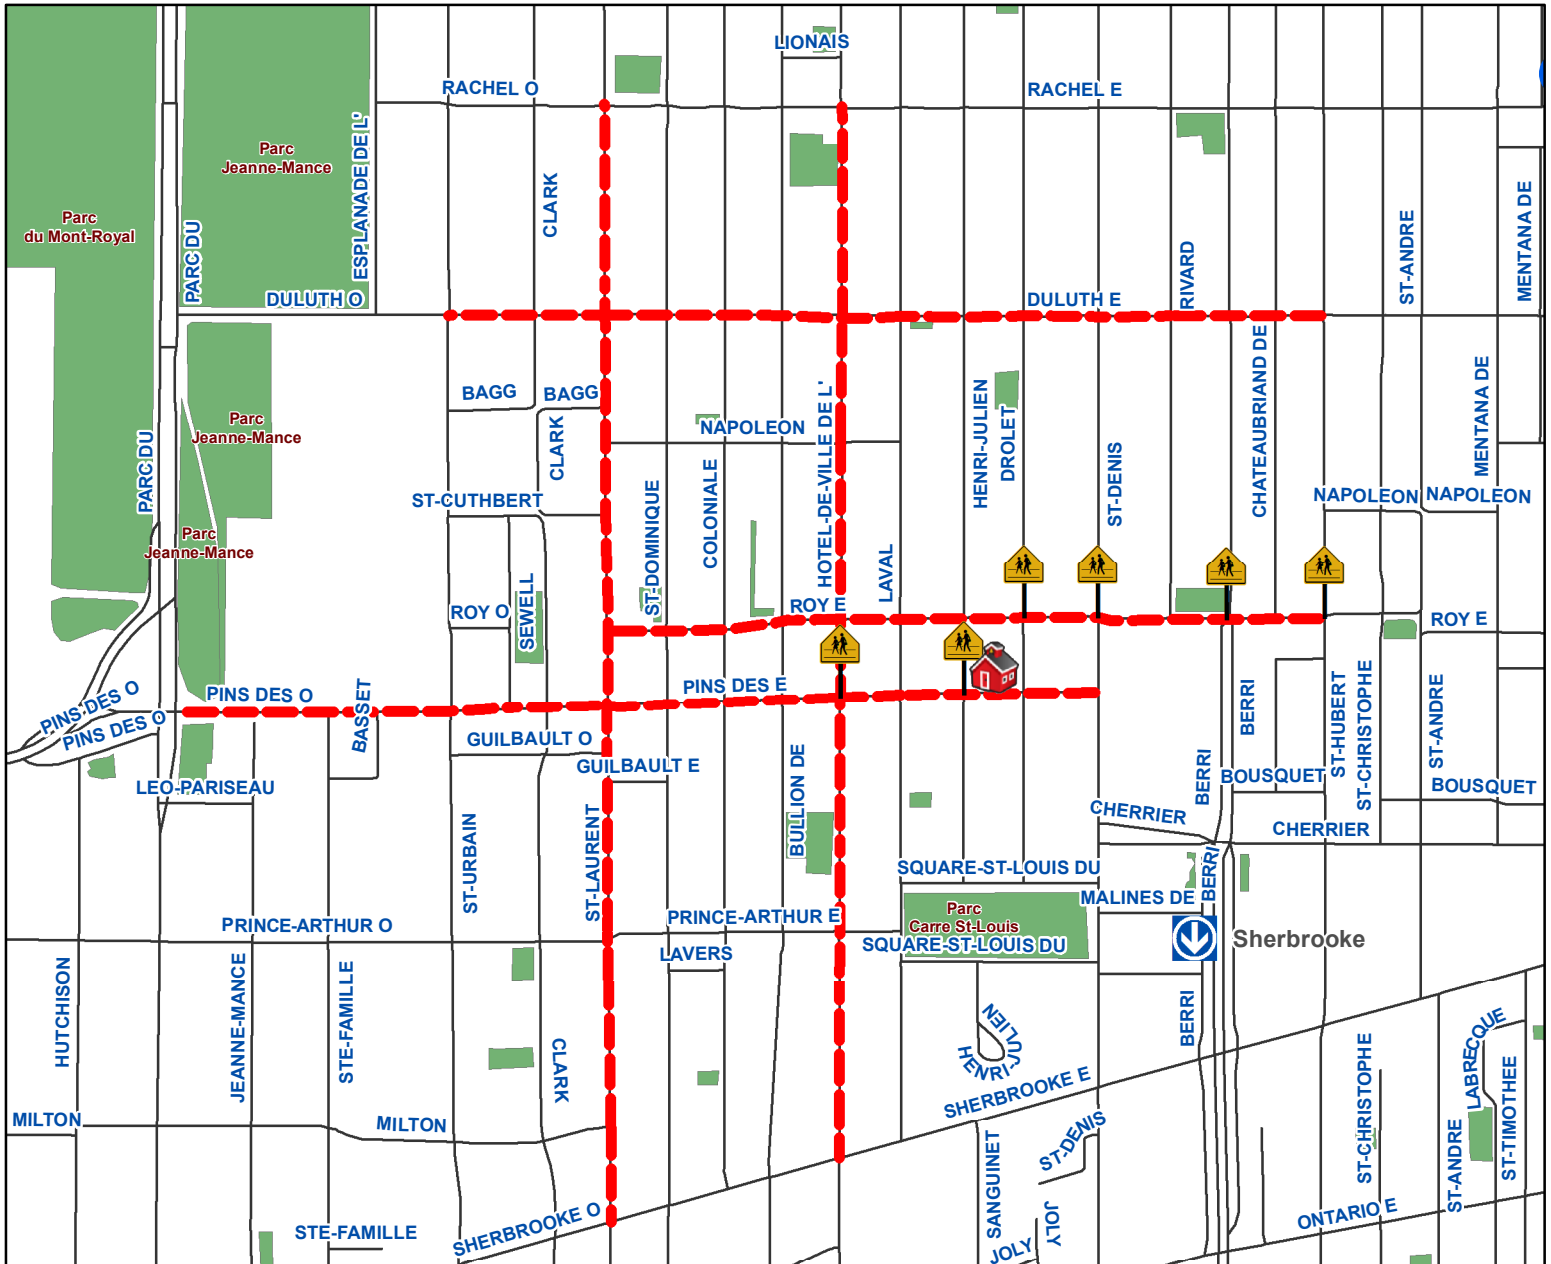 LIONAIS
RACHEL O
RACHEL E
ESPLANADE DE L'
Parc
Jeanne-Mance
CLARK
Parc
du Mont-Royal
PARC DU
RIVARD
ST-ANDRE
MENTANA DE
DULUTH O
DULUTH E
CHATEAUBRIAND DE
BAGG
BAGG
HOTEL-DE-VILLE DE L'
HENRI-JULIEN
DROLET
MENTANA DE
Parc
Jeanne-Mance
PARC DU
CLARK
NAPOLEON
ST-DENIS
ST-CUTHBERT
ST-DOMINIQUE
COLONIALE
NAPOLEON
NAPOLEON
Parc
Jeanne-Mance
LAVAL
SEWELL
ROY O
ROY E
ROY E
PINS DES O
PINS DES O
PINS DES O
BASSET
PINS DES E
BERRI
ST-HUBERT
ST-CHRISTOPHE
ST-ANDRE
GUILBAULT O
GUILBAULT E
BULLION DE
BERRI
BOUSQUET
BOUSQUET
LEO-PARISEAU
ST-URBAIN
ST-LAURENT
CHERRIER
CHERRIER
SQUARE-ST-LOUIS DU
BERRI
MALINES DE
PRINCE-ARTHUR O
PRINCE-ARTHUR E
Parc
Carre St-Louis
SQUARE-ST-LOUIS DU
Sherbrooke
LAVERS
HUTCHISON
JEANNE-MANCE
STE-FAMILLE
BERRI
HENRI-JULIEN
CLARK
SHERBROOKE E
ST-CHRISTOPHE
LABRECQUE
ST-TIMOTHEE
MILTON
MILTON
ST-DENIS
SANGUINET
ST-ANDRE
JOLY
STE-FAMILLE
SHERBROOKE O
ONTARIO E
JOLY